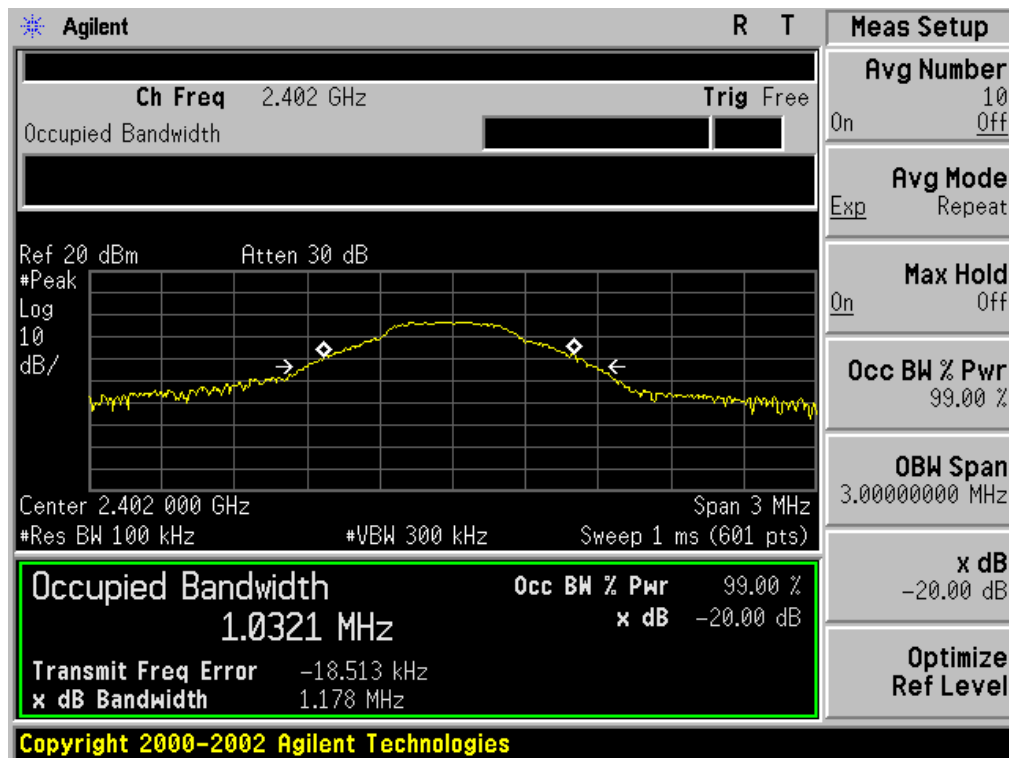 Agilent R T
Ch Freq 2.402 GHz Trig Free
Occupied Bandwidth
Ref 20 dBm Atten 30 dB
#Peak
Log
10
dB/
Center 2.402 000 GHz Span 3 MHz
#Res BW 100 kHz #VBW 300 kHz Sweep 1 ms (601 pts)
Occupied Bandwidth Occ BW % Pwr 99.00 %
1.0321 MHz x dB -20.00 dB
Transmit Freq Error -18.513 kHz
x dB Bandwidth 1.178 MHz
Copyright 2000-2002 Agilent Technologies
Meas Setup
Avg Number
10
On Off
Avg Mode
Exp Repeat
Max Hold
On Off
Occ BW % Pwr
99.00 %
OBW Span
3.00000000 MHz
x dB
-20.00 dB
Optimize
Ref Level